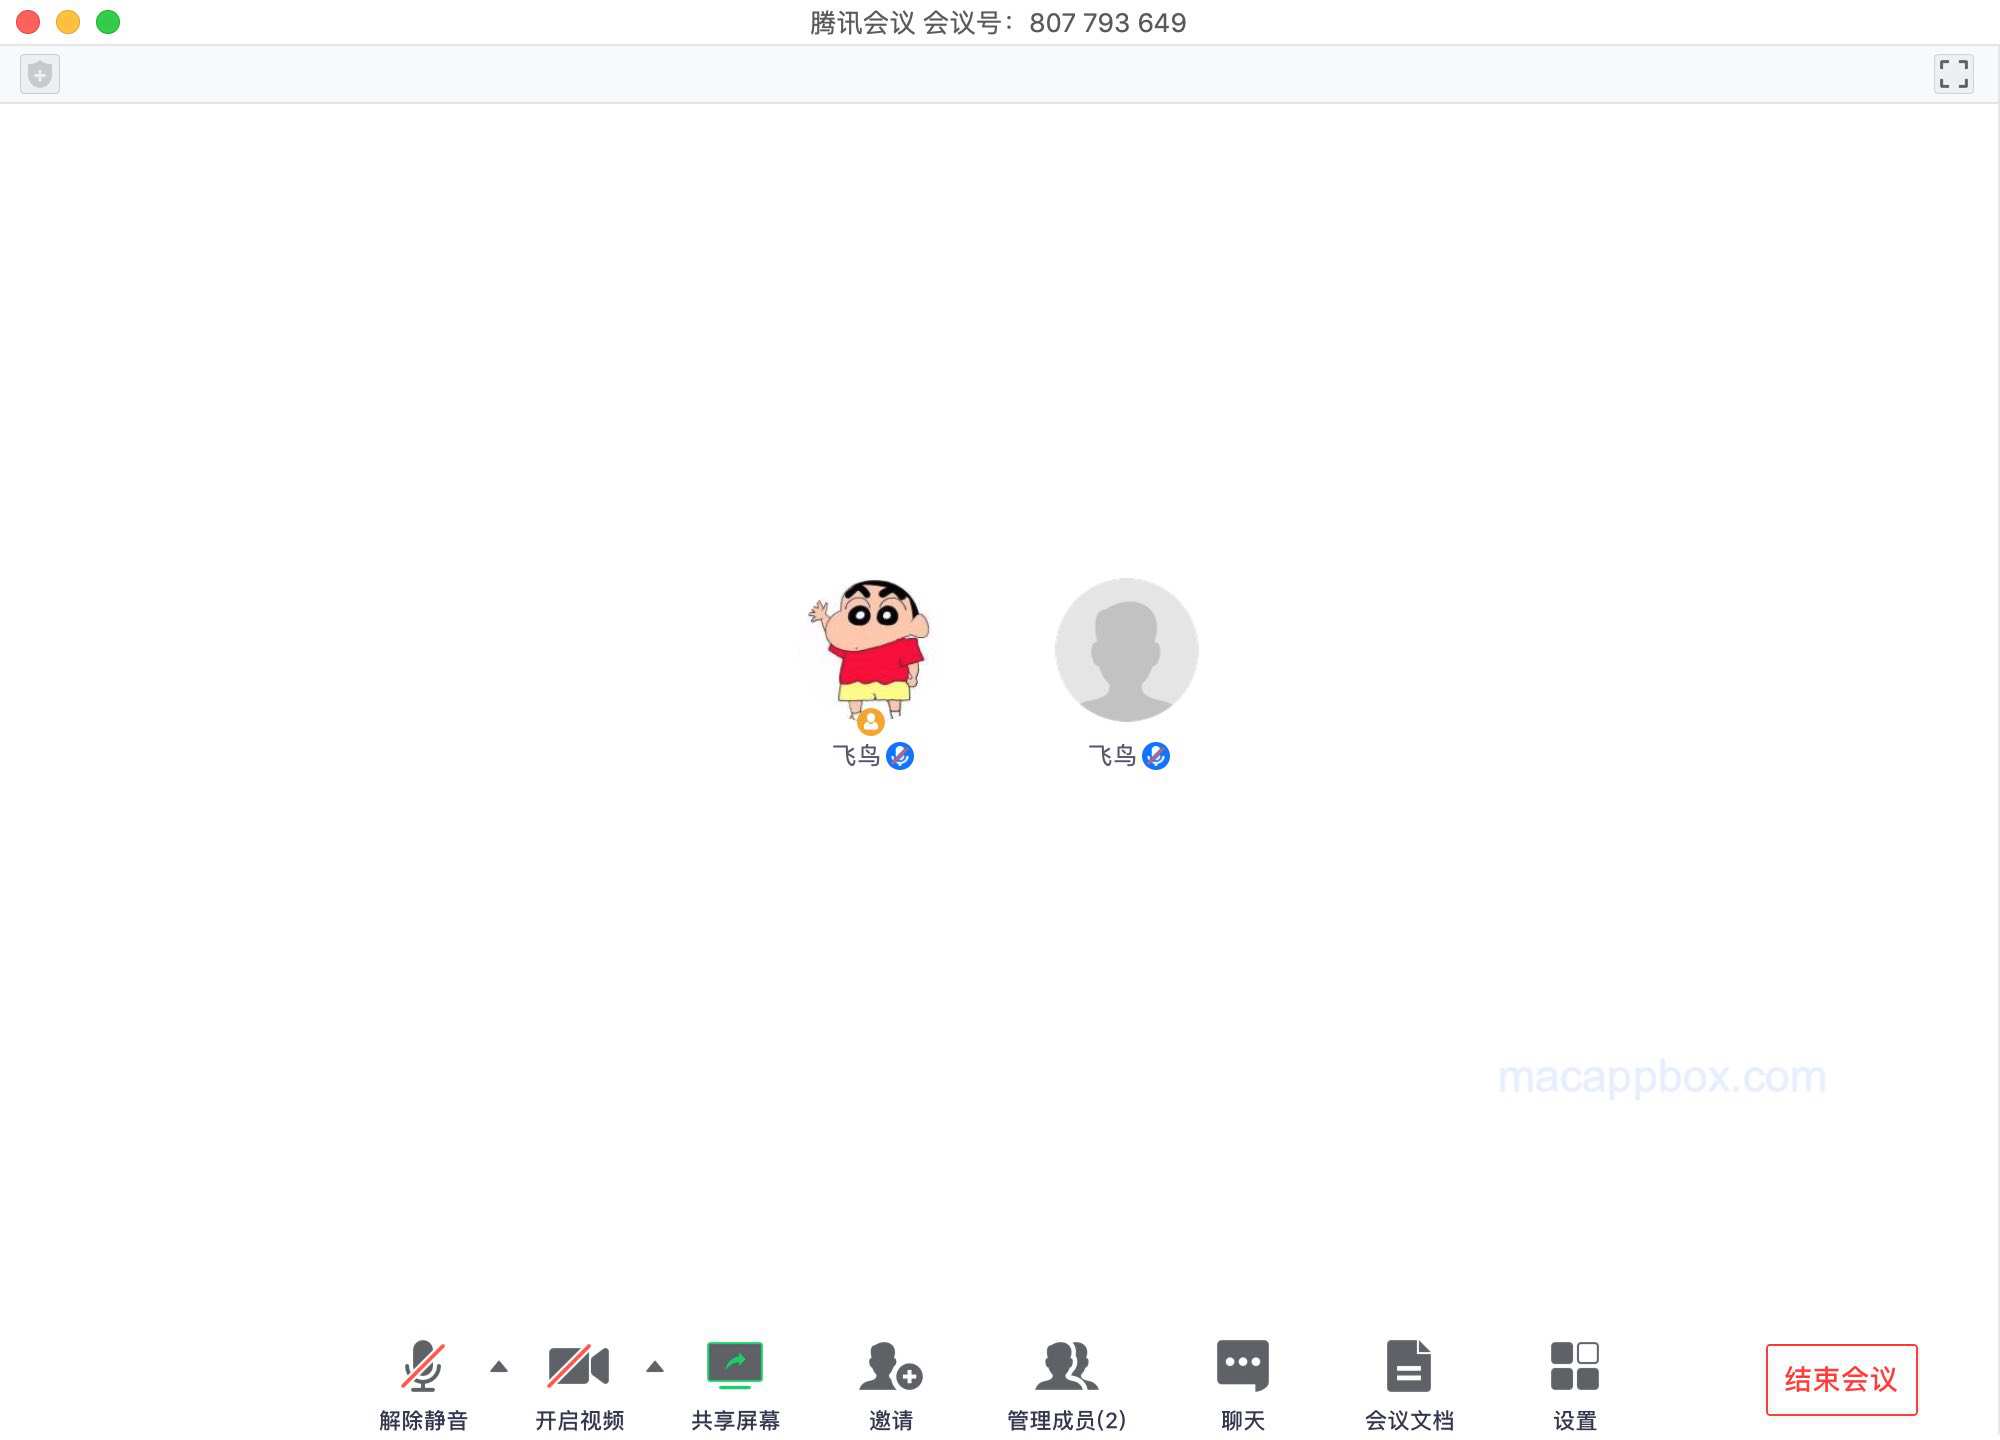 腾讯会议 会议号：807 793 649
飞鸟
飞鸟
macappbox.com
解除静音
开启视频
共享屏幕
邀请
管理成员(2)
聊天
会议文档
设置
结束会议